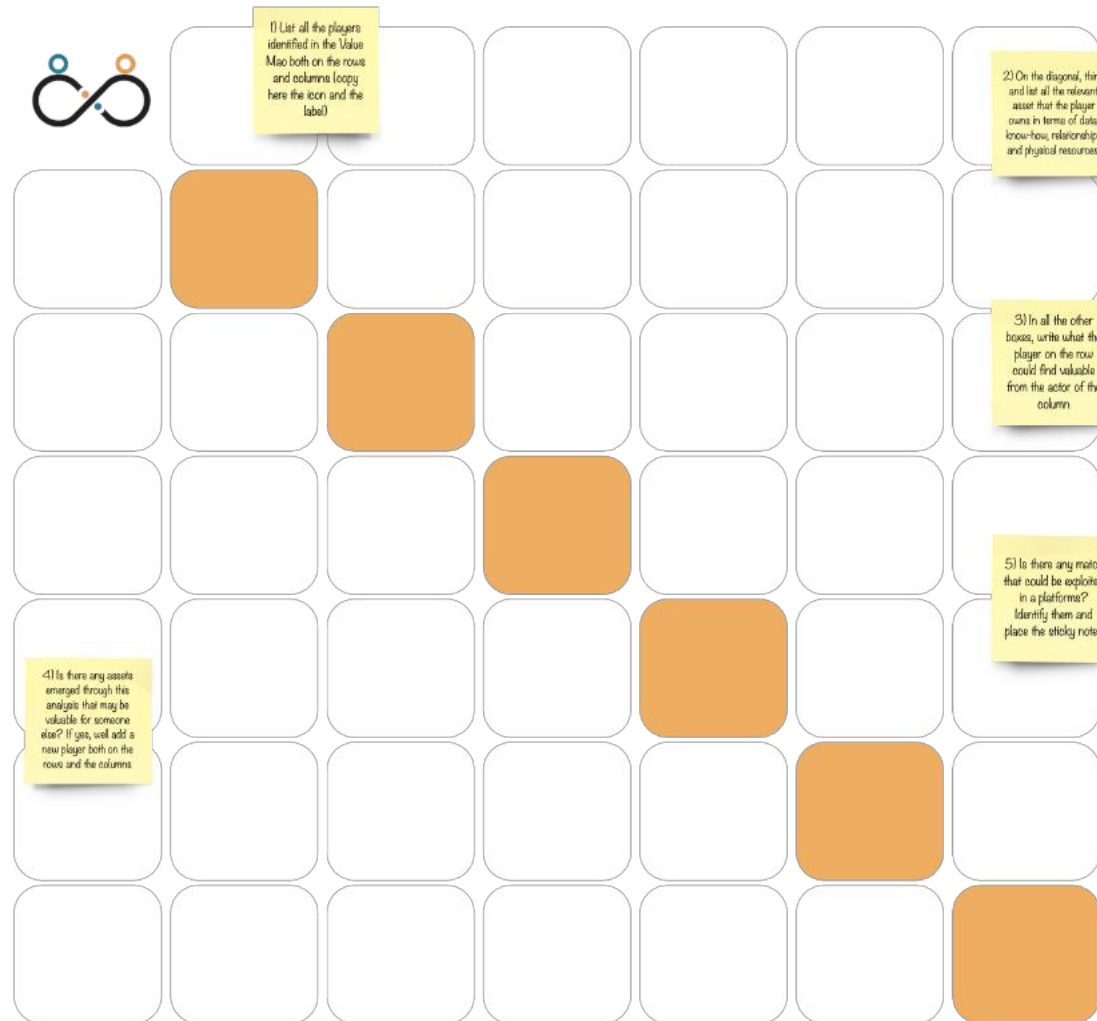 1) List all the players
identified in the Value
Mao both on the rows
and columns (copy
here the icon and the
label)
2) On the diagonal, thin
and list all the relevant
asset that the player
owns in terms of data,
know-how, relationship
and physical resources
3) In all the other
boxes, write what the
player on the row
could find valuable
from the actor of the
column
5) Is there any matc
that could be exploite
in a platforms?
Identify them and
place the sticky note
4) Is there any assets
emerged through this
analysis that may be
valuable for someone
else? If yes, well add a
new player both on the
rows and the columns